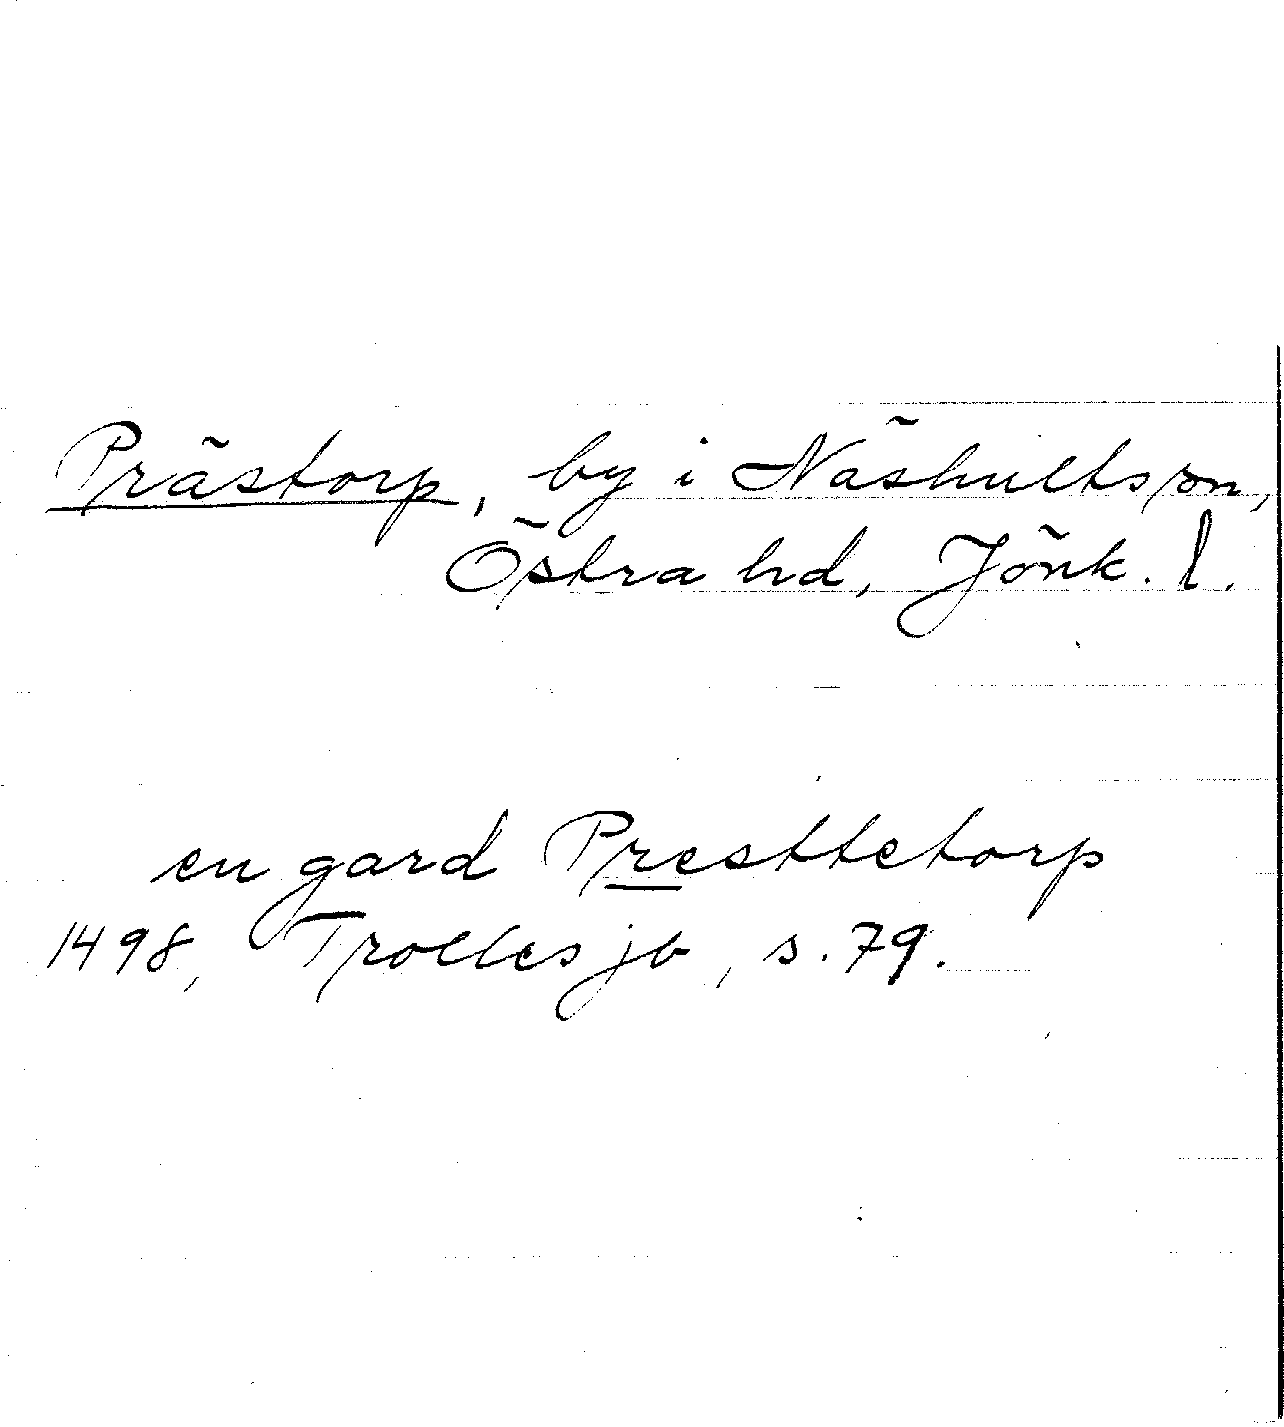 Prästorp, by i Näshults sn,
Östra hd, Jönk. l.
en gard Presttetorp
1498, Trolles jb, s. 79.